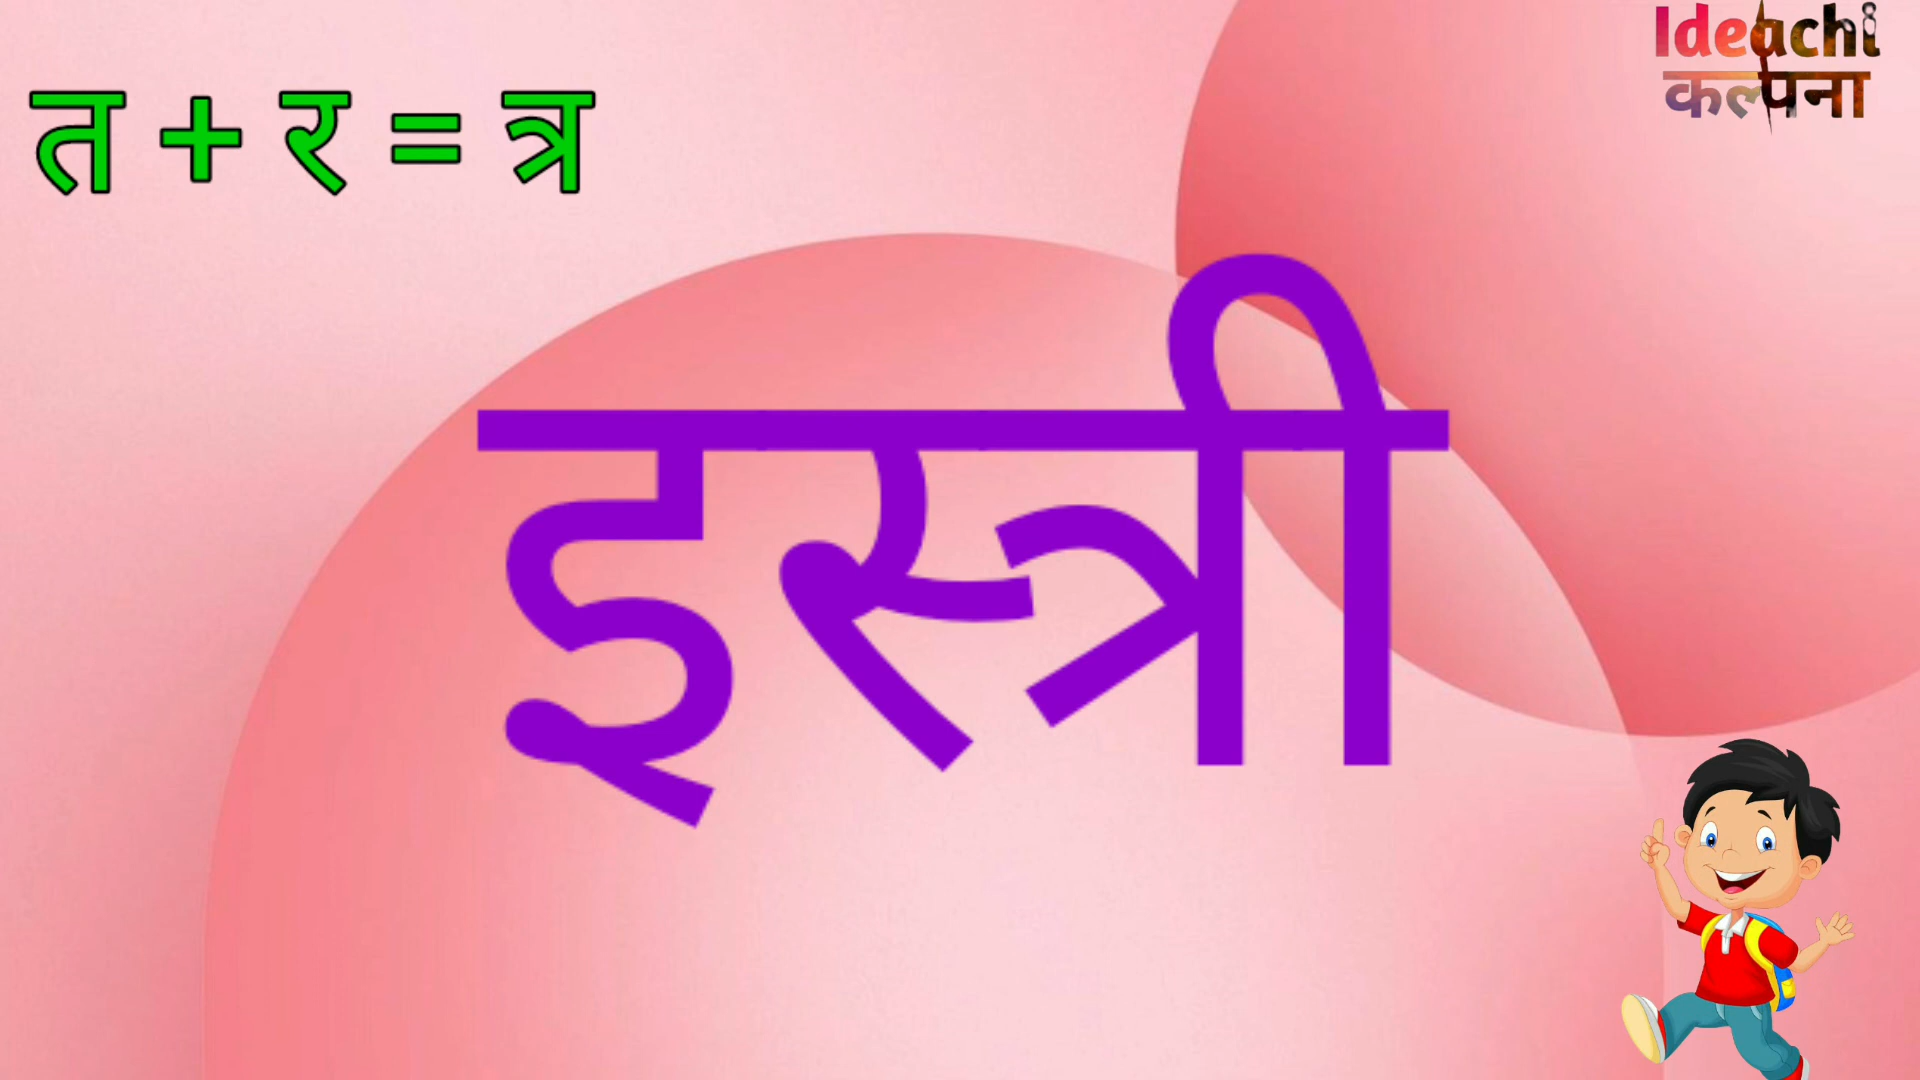 Ideachi
कल्पना
त + र = त्र
इस्त्री